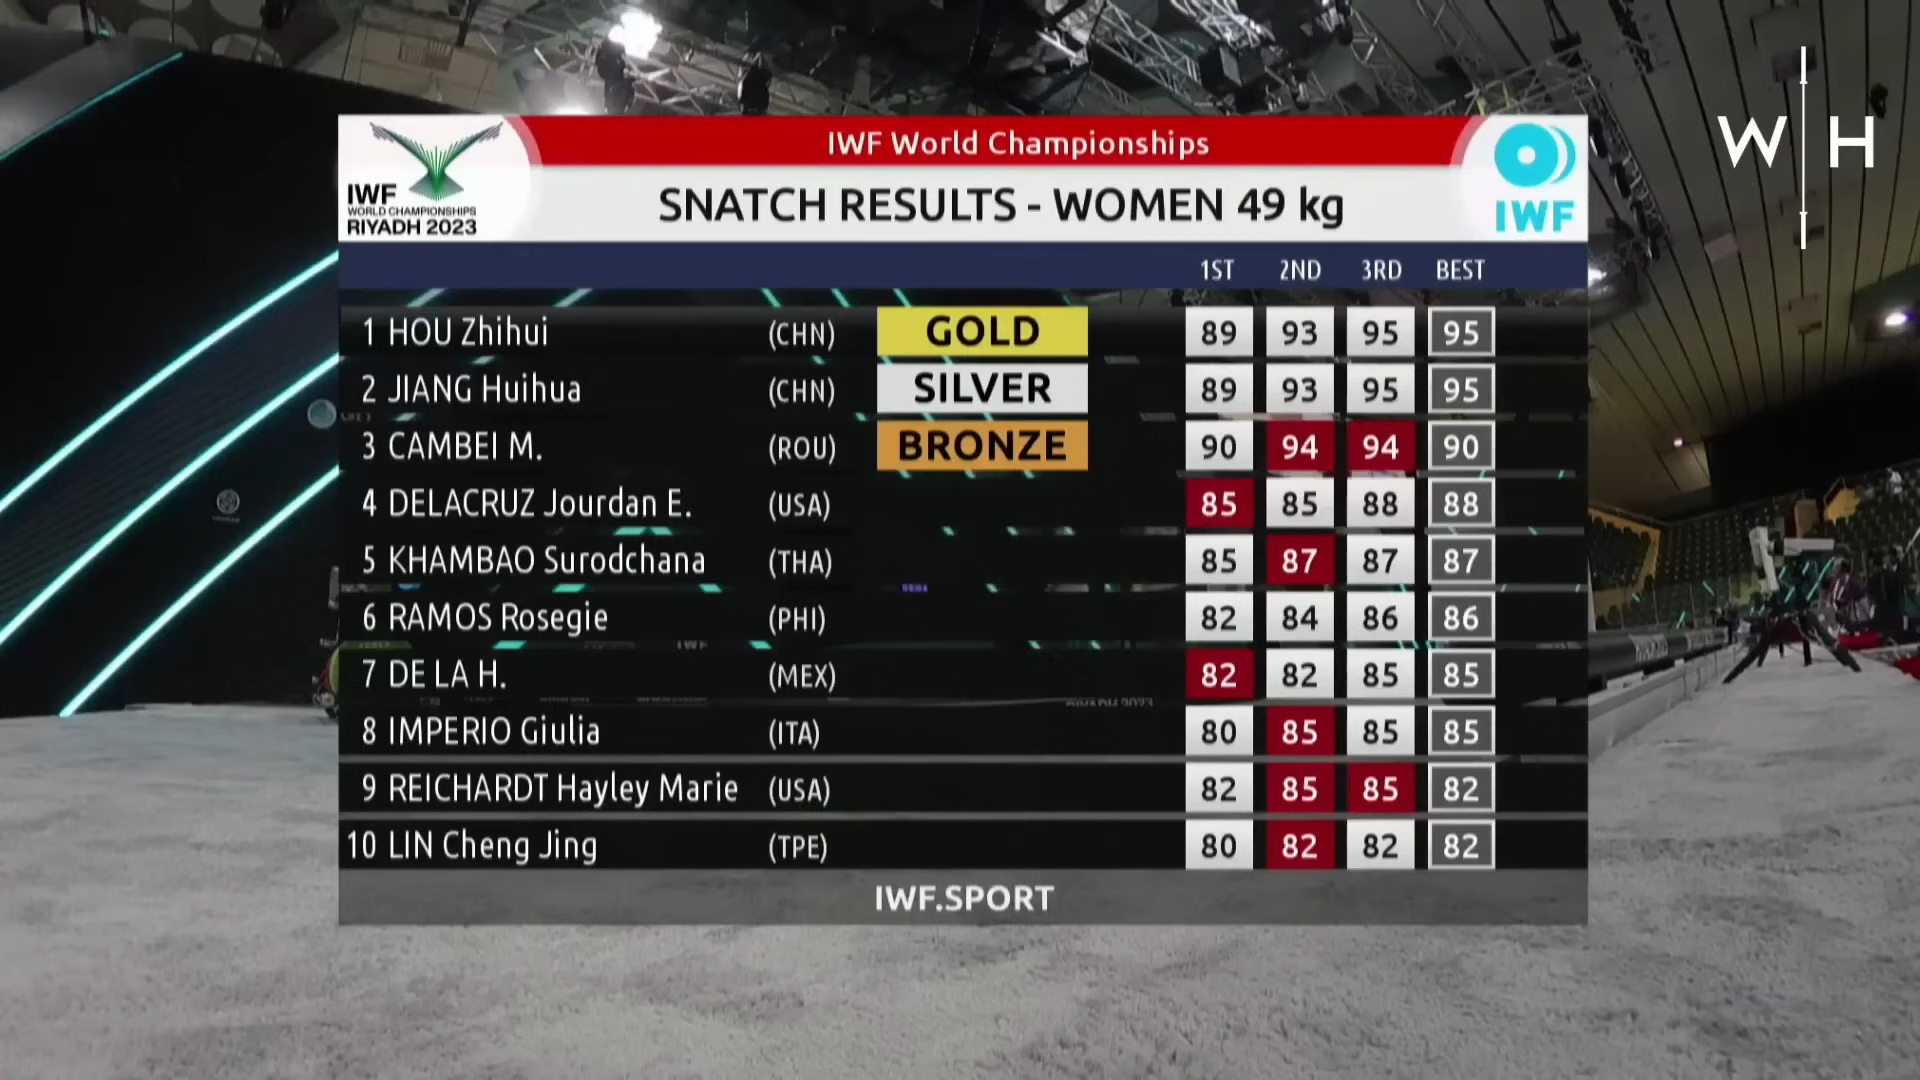 IWF World Championships
SNATCH RESULTS - WOMEN 49 kg
IWF
WORLD CHAMPIONSHIPS
RIYADH 2023
IWF
W H
1ST 2ND 3RD BEST
1 HOU Zhihui (CHN) GOLD 89 93 95 95
2 JIANG Huihua (CHN) SILVER 89 93 95 95
3 CAMBEI M. (ROU) BRONZE 90 94 94 90
4 DELACRUZ Jourdan E. (USA) 85 85 88 88
5 KHAMBAO Surodchana (THA) 85 87 87 87
6 RAMOS Rosegie (PHI) 82 84 86 86
7 DE LA H. (MEX) 82 82 85 85
8 IMPERIO Giulia (ITA) 80 85 85 85
9 REICHARDT Hayley Marie (USA) 82 85 85 82
10 LIN Cheng Jing (TPE) 80 82 82 82
IWF.SPORT